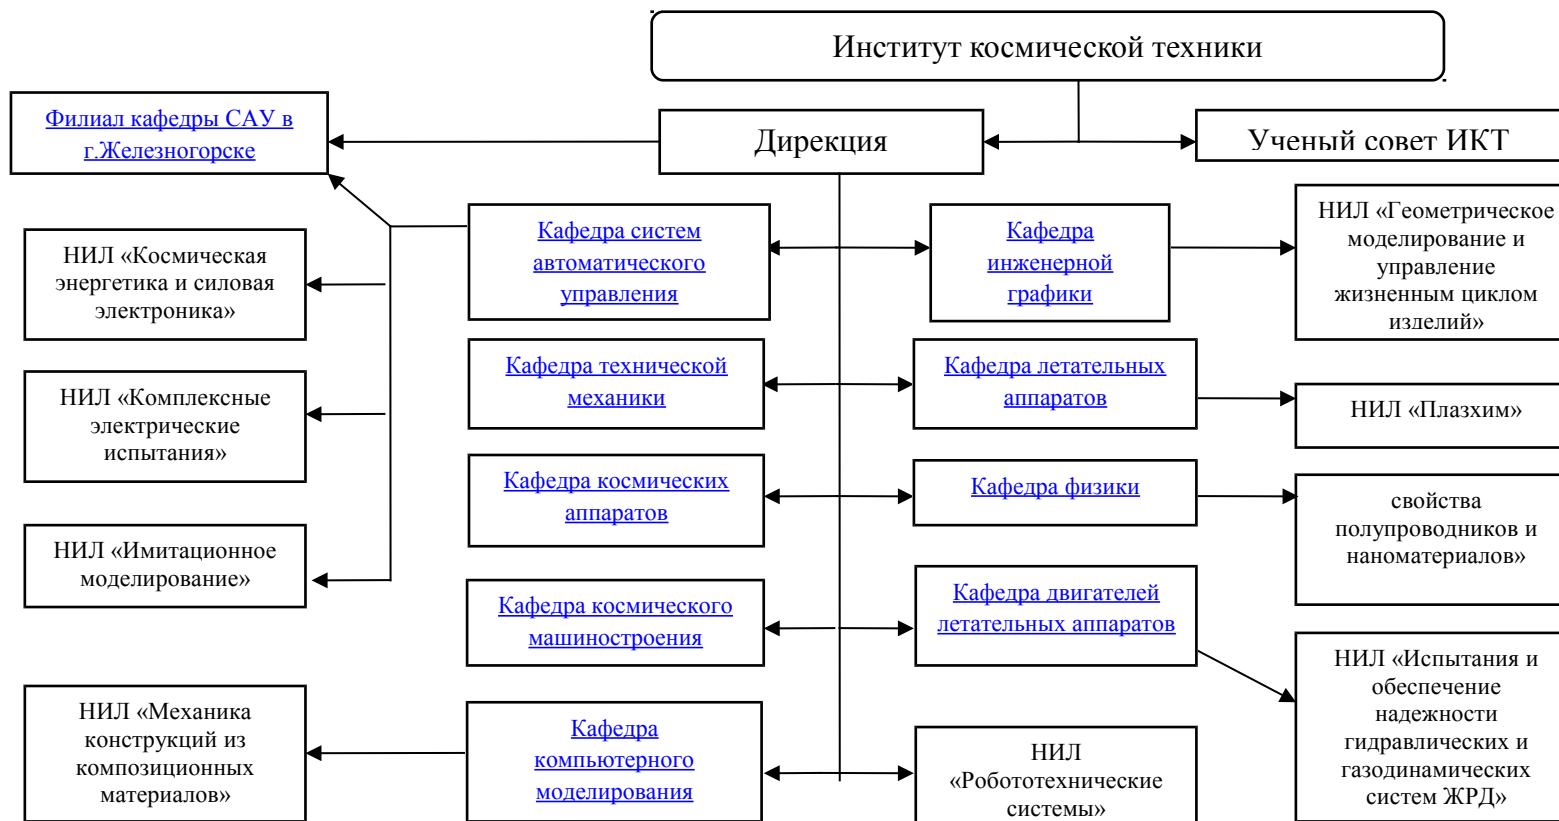 Институт космической техники
Филиал кафедры САУ в
г.Железногорске
Дирекция
Ученый совет ИКТ
НИЛ «Космическая
энергетика и силовая
электроника»
Кафедра систем
автоматического
управления
Кафедра
инженерной
графики
НИЛ «Геометрическое
моделирование и
управление
жизненным циклом
изделий»
НИЛ «Комплексные
электрические
испытания»
Кафедра технической
механики
Кафедра летательных
аппаратов
НИЛ «Плазхим»
НИЛ «Имитационное
моделирование»
Кафедра космических
аппаратов
Кафедра физики
свойства
полупроводников и
наноматериалов»
Кафедра космического
машиностроения
Кафедра двигателей
летательных аппаратов
НИЛ «Испытания и
обеспечение
надежности
гидравлических и
газодинамических
систем ЖРД»
НИЛ «Механика
конструкций из
композиционных
материалов»
Кафедра
компьютерного
моделирования
НИЛ
«Робототехнические
системы»